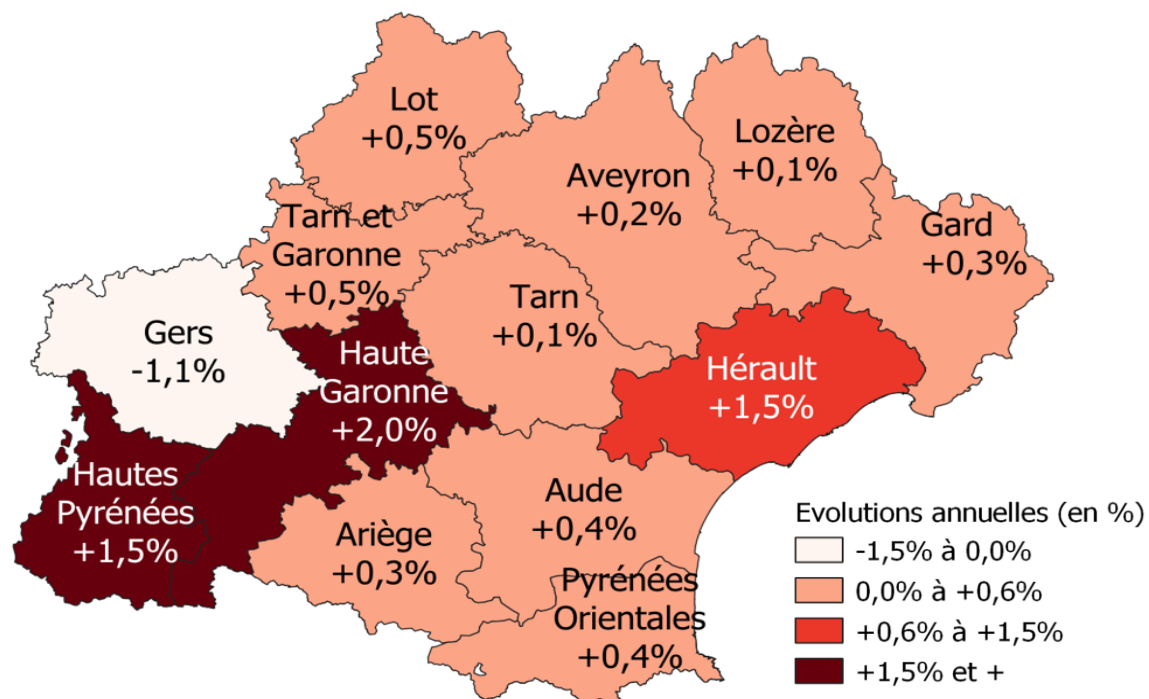 Lot
+0,5%
Lozère
+0,1%
Aveyron
+0,2%
Tarn et
Garonne
+0,5%
Gard
+0,3%
Gers
-1,1%
Tarn
+0,1%
Haute
Garonne
+2,0%
Hérault
+1,5%
Hautes
Pyrénées
+1,5%
Ariège
+0,3%
Aude
+0,4%
Pyrénées
Orientales
+0,4%
Evolutions annuelles (en %)
-1,5% à 0,0%
0,0% à +0,6%
+0,6% à +1,5%
+1,5% et +